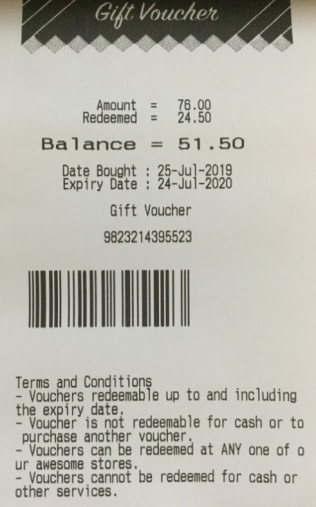 Gift Voucher
Amount = 76.00
Redeemed = 24.50
Balance = 51.50
Date Bought : 25-Jul-2019
Expiry Date : 24-Jul-2020
Gift Voucher
9823214395523
Terms and Conditions
- Vouchers redeemable up to and including
the expiry date.
- Voucher is not redeemable for cash or to
purchase another voucher.
- Vouchers can be redeemed at ANY one of o
ur awesome stores.
- Vouchers cannot be redeemed for cash or
other services.